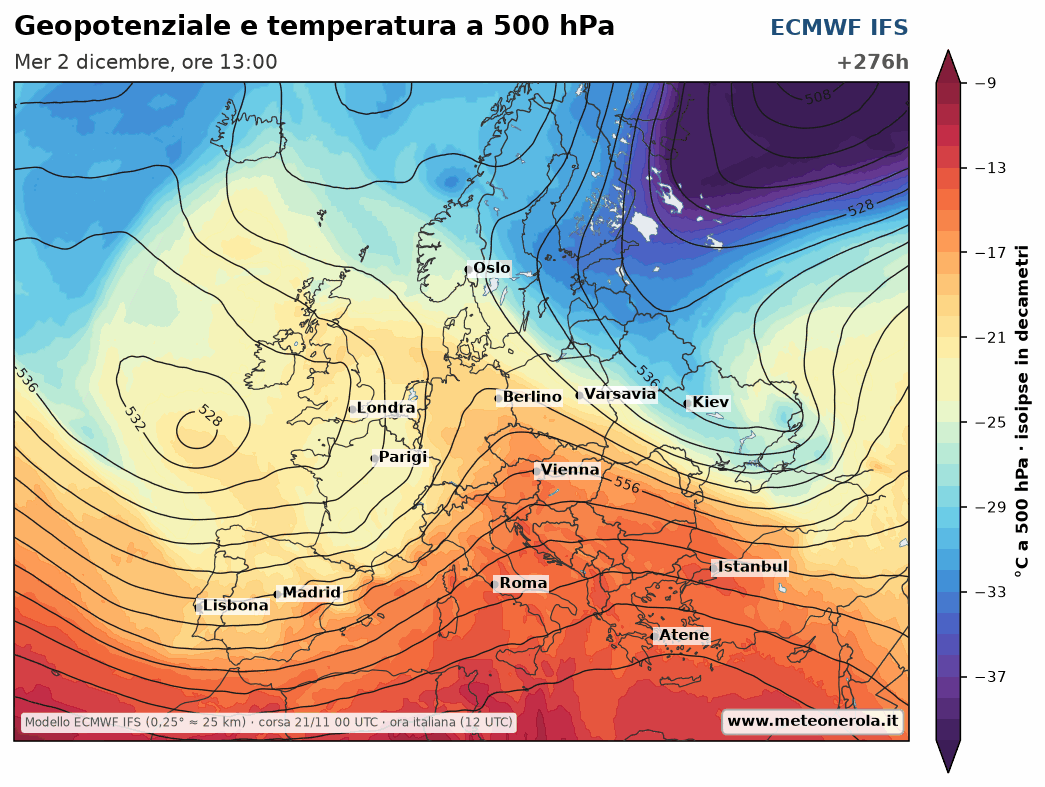 Geopotenziale e temperatura a 500 hPa
ECMWF IFS
Mer 2 dicembre, ore 13:00
+276h
508
528
536
532
528
536
556
Oslo
Londra
Berlino
Varsavia
Kiev
Parigi
Vienna
Istanbul
Roma
Madrid
Lisbona
Atene
−9
−13
−17
−21
−25
−29
−33
−37
°C a 500 hPa · isoipse in decametri
Modello ECMWF IFS (0,25° ≈ 25 km) · corsa 21/11 00 UTC · ora italiana (12 UTC)
www.meteonerola.it